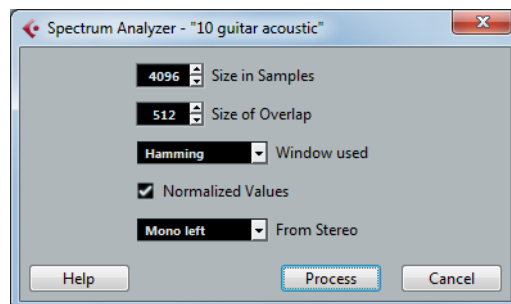 Spectrum Analyzer - "10 guitar acoustic"
4096 Size in Samples
512 Size of Overlap
Hamming Window used
Normalized Values
Mono left From Stereo
Help Process Cancel